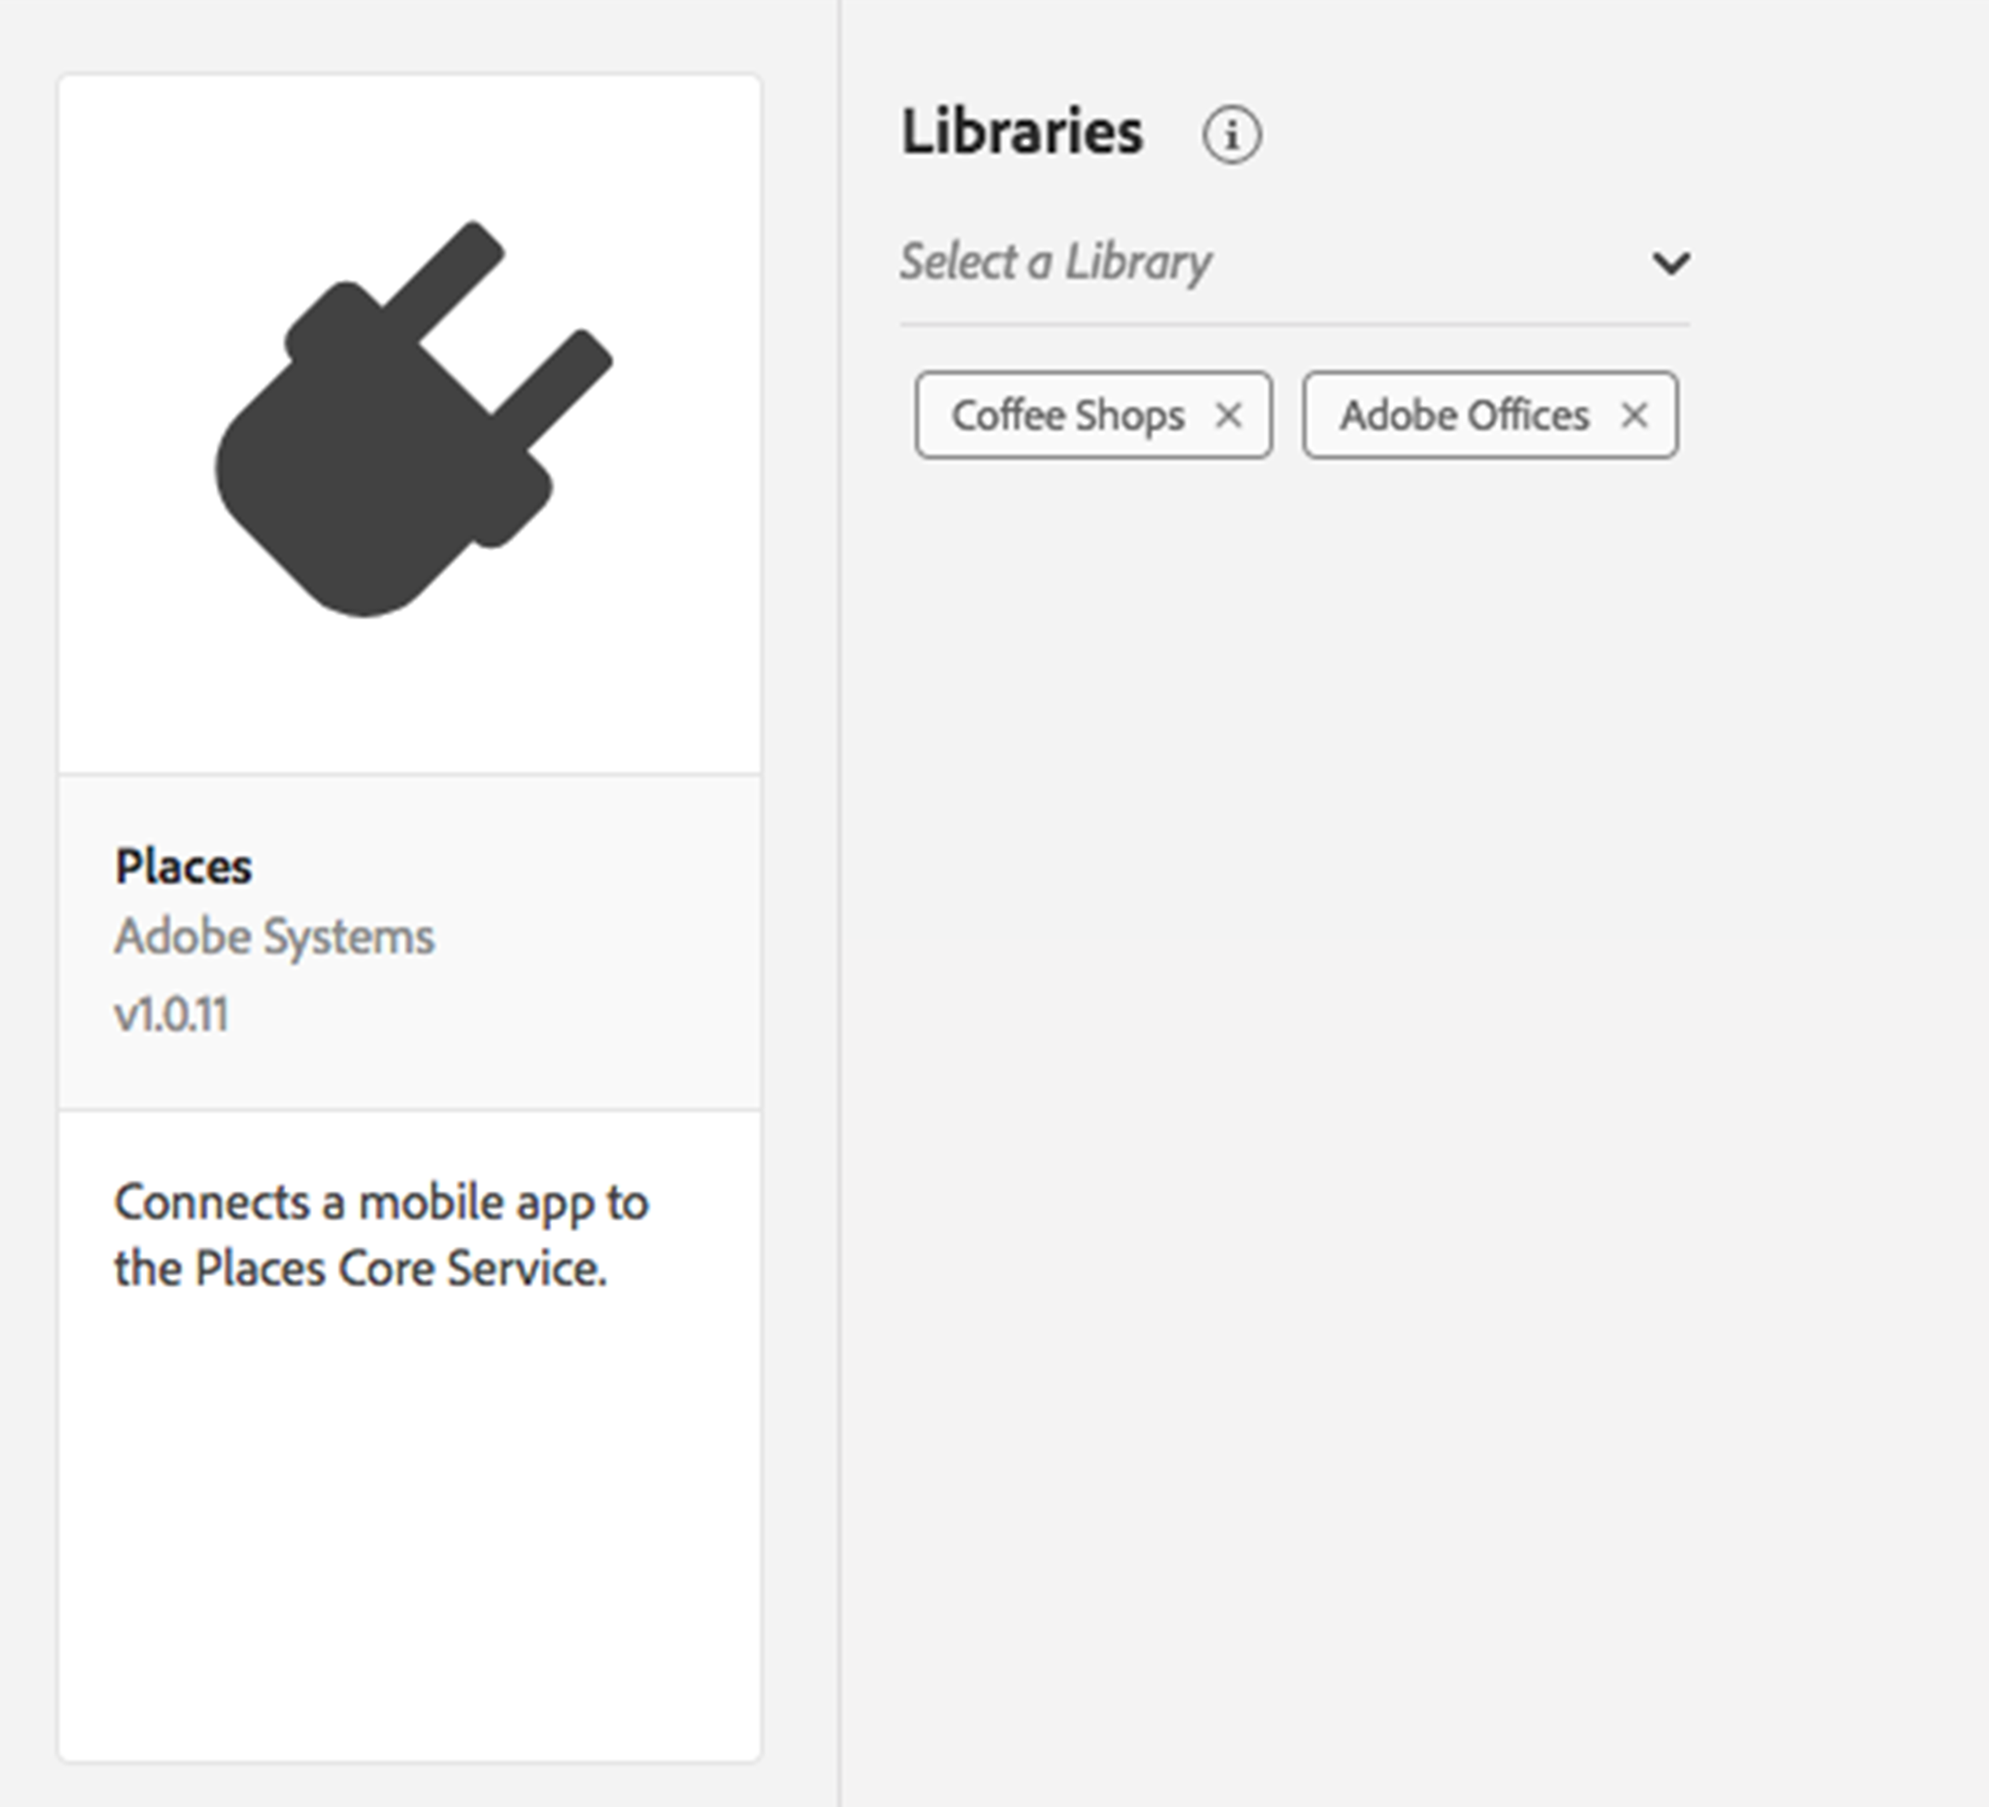 Libraries
Select a Library
Coffee Shops
Adobe Offices
Places
Adobe Systems
v1.0.11
Connects a mobile app to
the Places Core Service.